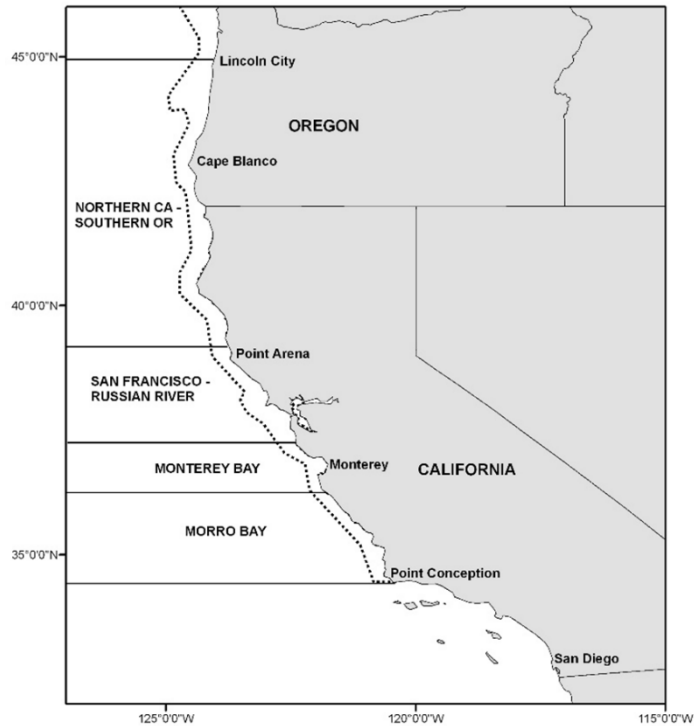 45°0'0"N
Lincoln City
OREGON
Cape Blanco
NORTHERN CA -
SOUTHERN OR
40°0'0"N
Point Arena
SAN FRANCISCO -
RUSSIAN RIVER
MONTEREY BAY
Monterey
CALIFORNIA
MORRO BAY
35°0'0"N
Point Conception
San Diego
125°0'0"W
120°0'0"W
115°0'0"W